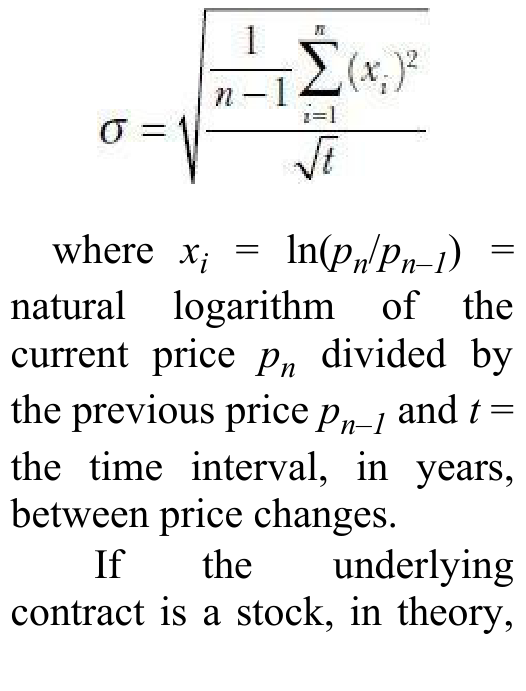 σ = √( (1/(n − 1)) ∑_{i=1}^{n} (x_i)² / √t )
where x_i = ln(p_n/p_{n–1}) =
natural logarithm of the
current price p_n divided by
the previous price p_{n–1} and t =
the time interval, in years,
between price changes.
If the underlying
contract is a stock, in theory,